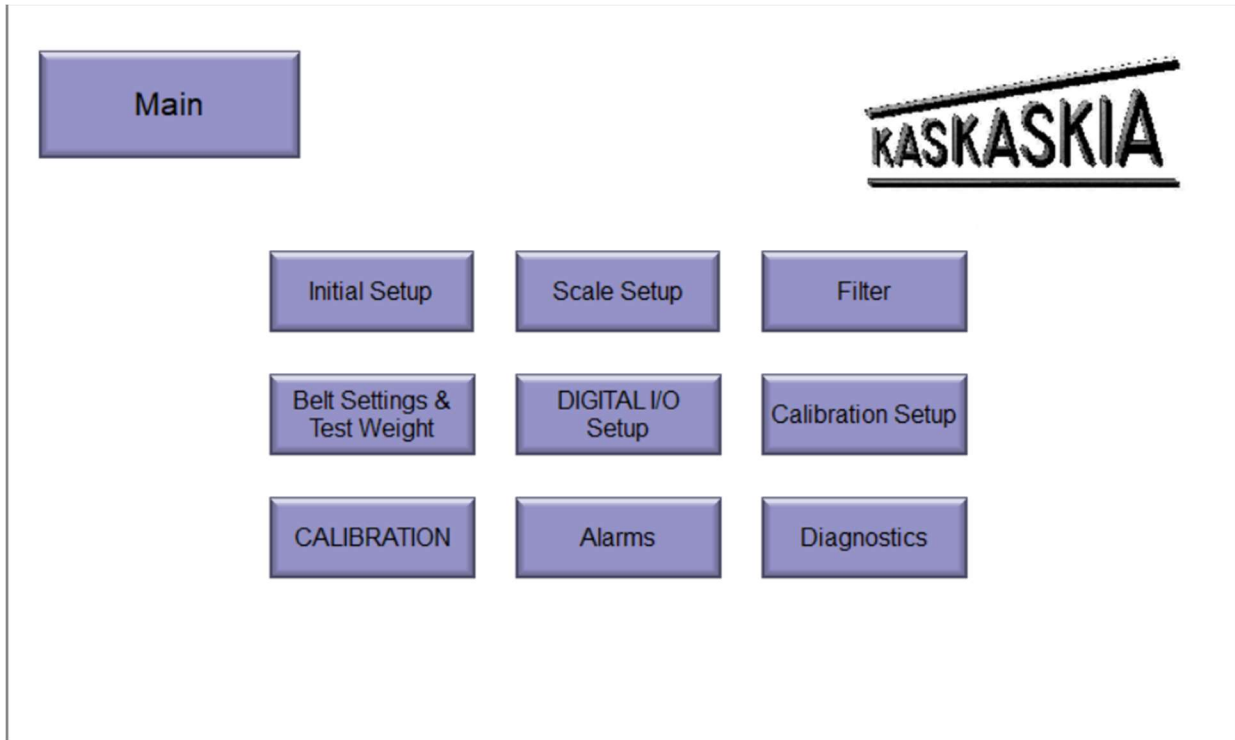 Main
KASKASKIA
Initial Setup
Scale Setup
Filter
Belt Settings &
Test Weight
DIGITAL I/O
Setup
Calibration Setup
CALIBRATION
Alarms
Diagnostics